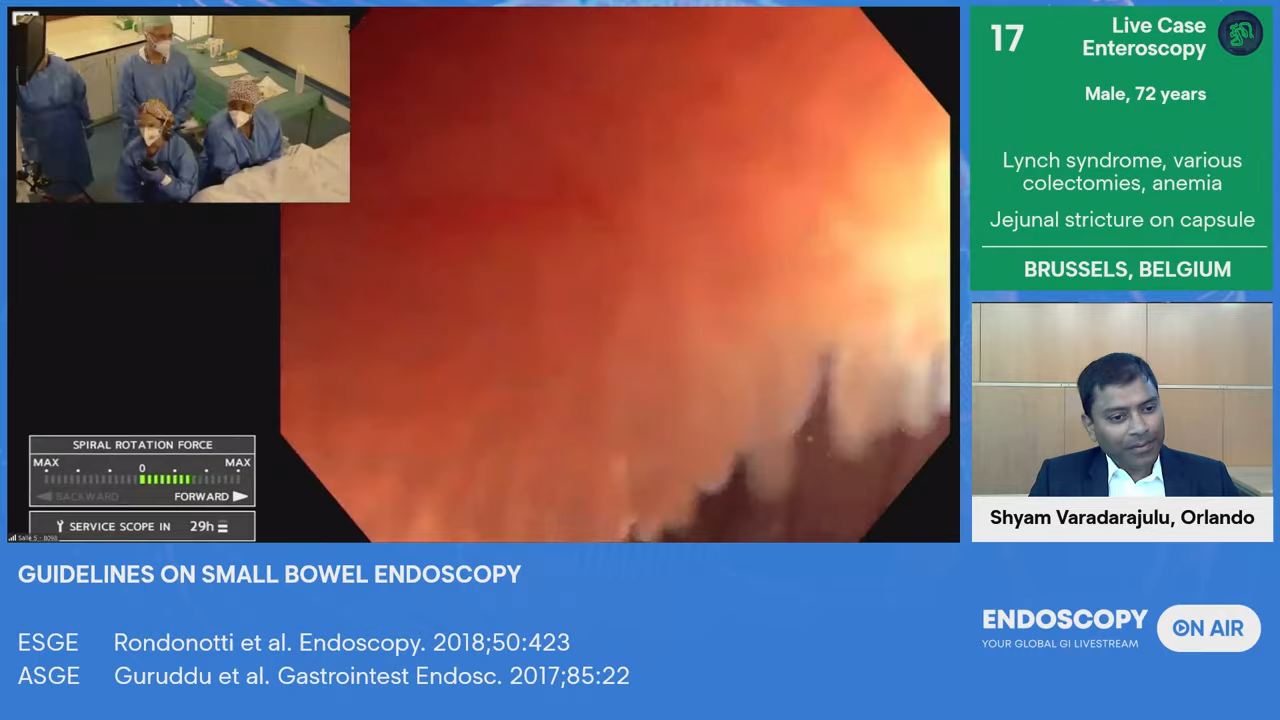 17
Live Case
Enteroscopy
Male, 72 years
Lynch syndrome, various
colectomies, anemia
Jejunal stricture on capsule
BRUSSELS, BELGIUM
SPIRAL ROTATION FORCE
MAX 0 MAX
BACKWARD FORWARD
SERVICE SCOPE IN 29h
Shyam Varadarajulu, Orlando
GUIDELINES ON SMALL BOWEL ENDOSCOPY
ESGE Rondonotti et al. Endoscopy. 2018;50:423
ASGE Guruddu et al. Gastrointest Endosc. 2017;85:22
ENDOSCOPY ON AIR
YOUR GLOBAL GI LIVESTREAM